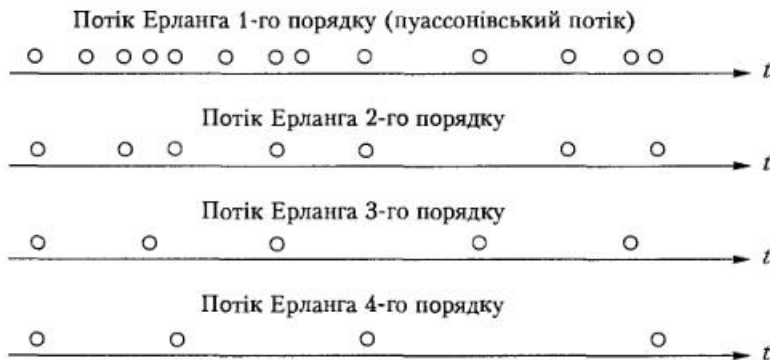 Потік Ерланга 1-го порядку (пуассонівський потік)
t
Потік Ерланга 2-го порядку
t
Потік Ерланга 3-го порядку
t
Потік Ерланга 4-го порядку
t